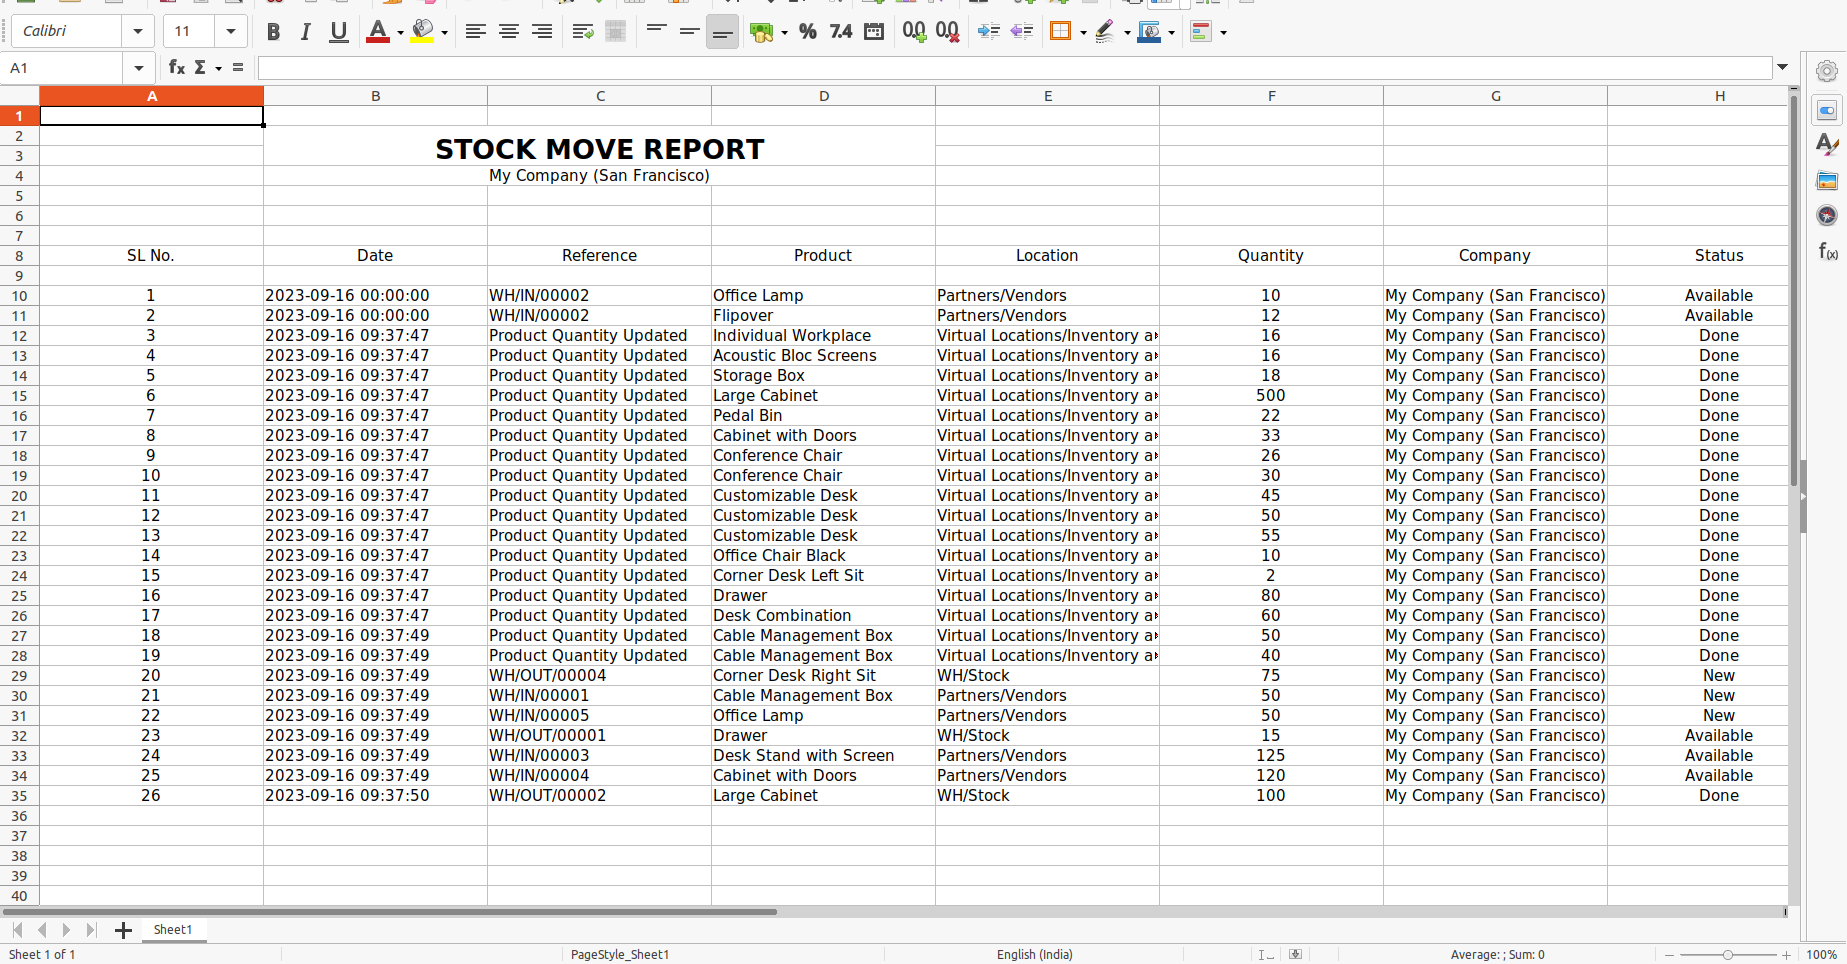 Calibri 11 B I U A % 7.4
A1 fx Σ =
A B C D E F G H
1
2
STOCK MOVE REPORT
3
4 My Company (San Francisco)
5
6
7
8 SL No. Date Reference Product Location Quantity Company Status
9
10 1 2023-09-16 00:00:00 WH/IN/00002 Office Lamp Partners/Vendors 10 My Company (San Francisco) Available
11 2 2023-09-16 00:00:00 WH/IN/00002 Flipover Partners/Vendors 12 My Company (San Francisco) Available
12 3 2023-09-16 09:37:47 Product Quantity Updated Individual Workplace Virtual Locations/Inventory a 16 My Company (San Francisco) Done
13 4 2023-09-16 09:37:47 Product Quantity Updated Acoustic Bloc Screens Virtual Locations/Inventory a 16 My Company (San Francisco) Done
14 5 2023-09-16 09:37:47 Product Quantity Updated Storage Box Virtual Locations/Inventory a 18 My Company (San Francisco) Done
15 6 2023-09-16 09:37:47 Product Quantity Updated Large Cabinet Virtual Locations/Inventory a 500 My Company (San Francisco) Done
16 7 2023-09-16 09:37:47 Product Quantity Updated Pedal Bin Virtual Locations/Inventory a 22 My Company (San Francisco) Done
17 8 2023-09-16 09:37:47 Product Quantity Updated Cabinet with Doors Virtual Locations/Inventory a 33 My Company (San Francisco) Done
18 9 2023-09-16 09:37:47 Product Quantity Updated Conference Chair Virtual Locations/Inventory a 26 My Company (San Francisco) Done
19 10 2023-09-16 09:37:47 Product Quantity Updated Conference Chair Virtual Locations/Inventory a 30 My Company (San Francisco) Done
20 11 2023-09-16 09:37:47 Product Quantity Updated Customizable Desk Virtual Locations/Inventory a 45 My Company (San Francisco) Done
21 12 2023-09-16 09:37:47 Product Quantity Updated Customizable Desk Virtual Locations/Inventory a 50 My Company (San Francisco) Done
22 13 2023-09-16 09:37:47 Product Quantity Updated Customizable Desk Virtual Locations/Inventory a 55 My Company (San Francisco) Done
23 14 2023-09-16 09:37:47 Product Quantity Updated Office Chair Black Virtual Locations/Inventory a 10 My Company (San Francisco) Done
24 15 2023-09-16 09:37:47 Product Quantity Updated Corner Desk Left Sit Virtual Locations/Inventory a 2 My Company (San Francisco) Done
25 16 2023-09-16 09:37:47 Product Quantity Updated Drawer Virtual Locations/Inventory a 80 My Company (San Francisco) Done
26 17 2023-09-16 09:37:47 Product Quantity Updated Desk Combination Virtual Locations/Inventory a 60 My Company (San Francisco) Done
27 18 2023-09-16 09:37:49 Product Quantity Updated Cable Management Box Virtual Locations/Inventory a 50 My Company (San Francisco) Done
28 19 2023-09-16 09:37:49 Product Quantity Updated Cable Management Box Virtual Locations/Inventory a 40 My Company (San Francisco) Done
29 20 2023-09-16 09:37:49 WH/OUT/00004 Corner Desk Right Sit WH/Stock 75 My Company (San Francisco) New
30 21 2023-09-16 09:37:49 WH/IN/00001 Cable Management Box Partners/Vendors 50 My Company (San Francisco) New
31 22 2023-09-16 09:37:49 WH/IN/00005 Office Lamp Partners/Vendors 50 My Company (San Francisco) New
32 23 2023-09-16 09:37:49 WH/OUT/00001 Drawer WH/Stock 15 My Company (San Francisco) Available
33 24 2023-09-16 09:37:49 WH/IN/00003 Desk Stand with Screen Partners/Vendors 125 My Company (San Francisco) Available
34 25 2023-09-16 09:37:49 WH/IN/00004 Cabinet with Doors Partners/Vendors 120 My Company (San Francisco) Available
35 26 2023-09-16 09:37:50 WH/OUT/00002 Large Cabinet WH/Stock 100 My Company (San Francisco) Done
36
37
38
39
40
Sheet1
Sheet 1 of 1 PageStyle_Sheet1 English (India) Average: ; Sum: 0 100%